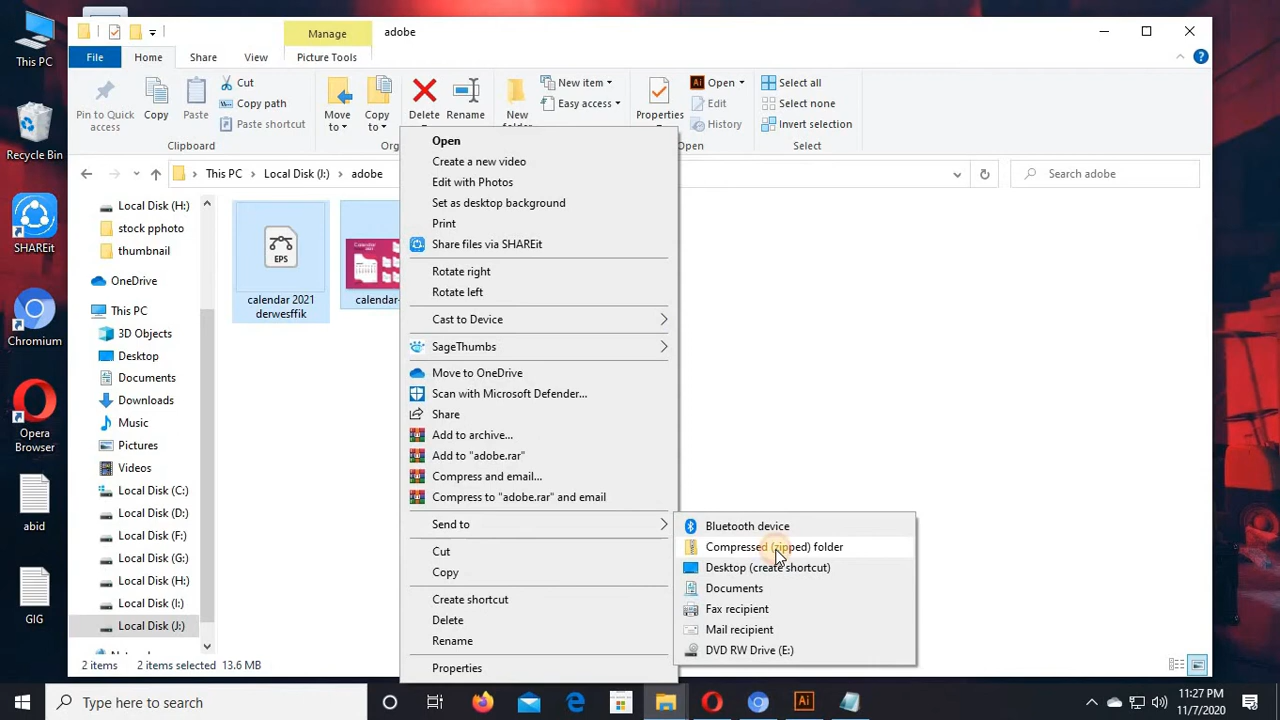 This PC
Recycle Bin
SHAREit
Chromium
Opera
Browser
abid
GIG
Manage
adobe
File
Home
Share
View
Picture Tools
Pin to Quick
access
Copy
Paste
Cut
Copy path
Paste shortcut
Clipboard
Move
to
Copy
to
Delete
Rename
New
New item
Easy access
Properties
Open
Edit
History
Open
Select all
Select none
Invert selection
Select
This PC > Local Disk (J:) > adobe
Search adobe
Local Disk (H:)
stock pphoto
thumbnail
OneDrive
This PC
3D Objects
Desktop
Documents
Downloads
Music
Pictures
Videos
Local Disk (C:)
Local Disk (D:)
Local Disk (F:)
Local Disk (G:)
Local Disk (H:)
Local Disk (I:)
Local Disk (J:)
EPS
calendar 2021
derwesffik
Calendar
calendar-
Open
Create a new video
Edit with Photos
Set as desktop background
Print
Share files via SHAREit
Rotate right
Rotate left
Cast to Device
SageThumbs
Move to OneDrive
Scan with Microsoft Defender...
Share
Add to archive...
Add to "adobe.rar"
Compress and email...
Compress to "adobe.rar" and email
Send to
Cut
Copy
Create shortcut
Delete
Rename
Properties
Bluetooth device
Compressed (zipped) folder
Desktop (create shortcut)
Documents
Fax recipient
Mail recipient
DVD RW Drive (E:)
2 items
2 items selected 13.6 MB
Type here to search
Ai
11:27 PM
11/7/2020